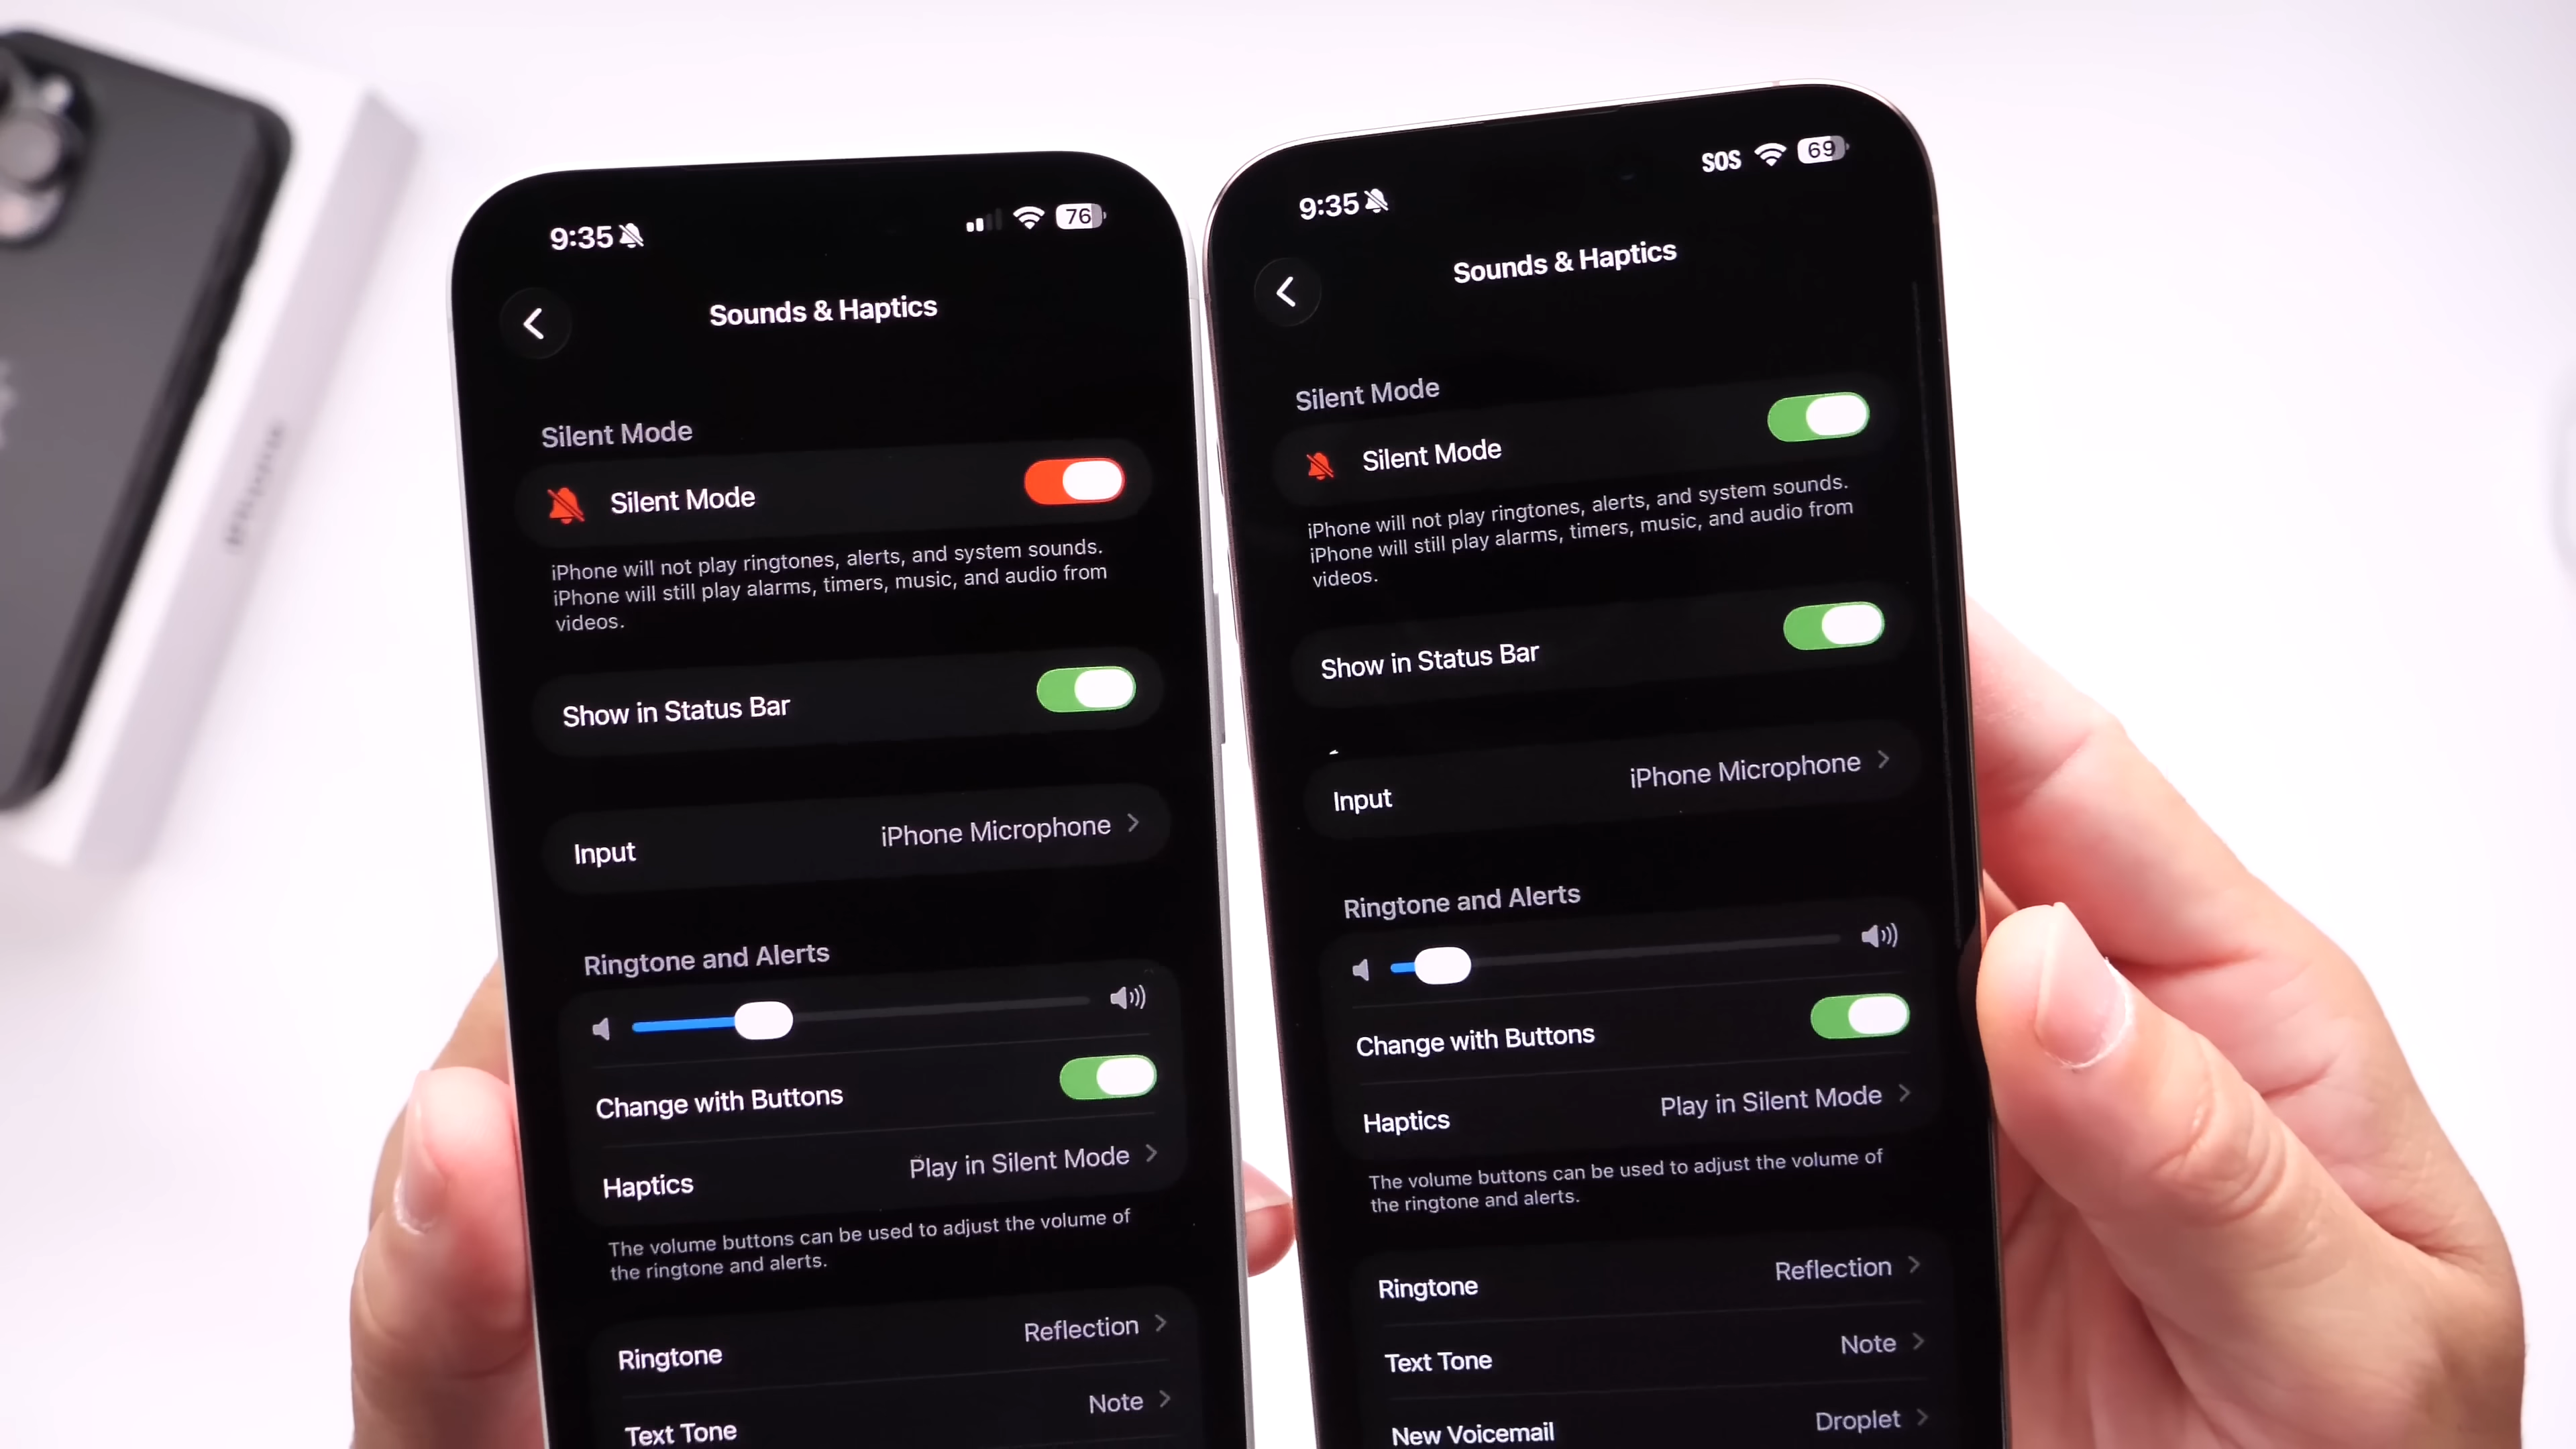 9:35
76
Sounds & Haptics
Silent Mode
Silent Mode
iPhone will not play ringtones, alerts, and system sounds.
iPhone will still play alarms, timers, music, and audio from
videos.
Show in Status Bar
Input
iPhone Microphone
Ringtone and Alerts
Change with Buttons
Haptics
Play in Silent Mode
The volume buttons can be used to adjust the volume of
the ringtone and alerts.
Ringtone
Reflection
Text Tone
Note
9:35
SOS
69
Sounds & Haptics
Silent Mode
Silent Mode
iPhone will not play ringtones, alerts, and system sounds.
iPhone will still play alarms, timers, music, and audio from
videos.
Show in Status Bar
Input
iPhone Microphone
Ringtone and Alerts
Change with Buttons
Haptics
Play in Silent Mode
The volume buttons can be used to adjust the volume of
the ringtone and alerts.
Ringtone
Reflection
Text Tone
Note
New Voicemail
Droplet
iPhone